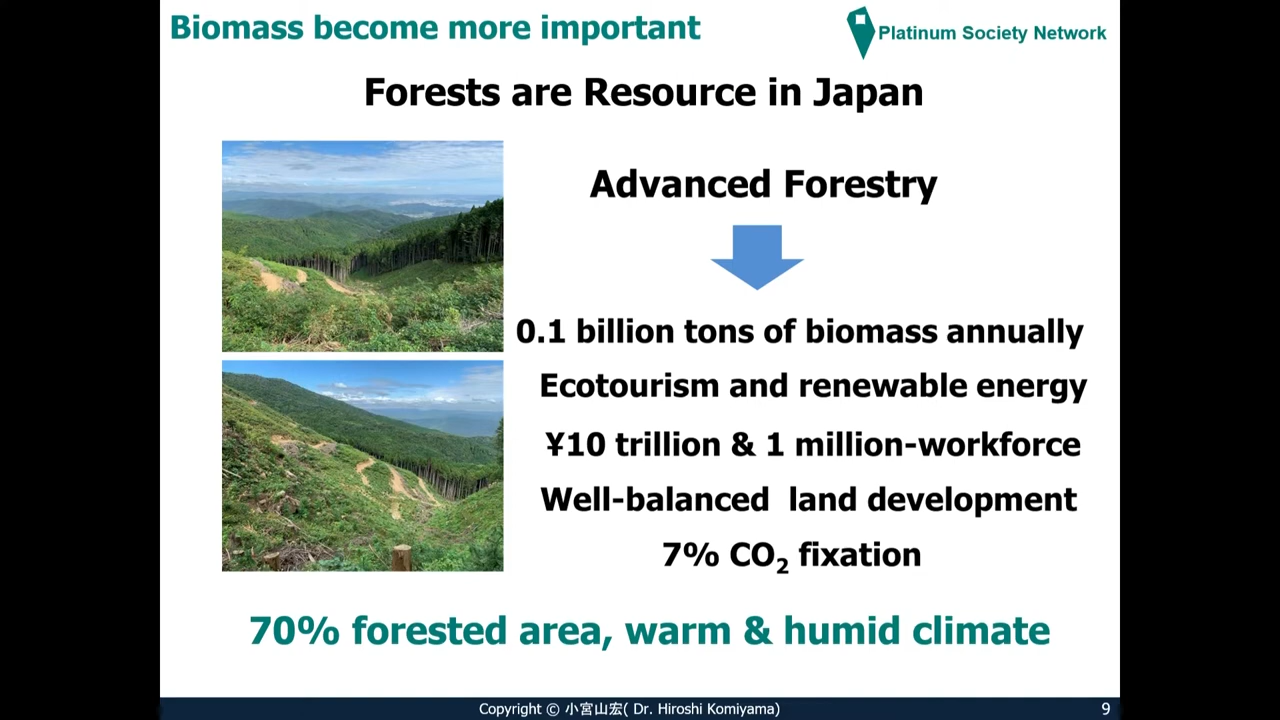 Biomass become more important
Platinum Society Network
Forests are Resource in Japan
Advanced Forestry
0.1 billion tons of biomass annually
Ecotourism and renewable energy
¥10 trillion & 1 million-workforce
Well-balanced  land development
7% CO₂ fixation
70% forested area, warm & humid climate
Copyright © 小宮山宏( Dr. Hiroshi Komiyama)
9